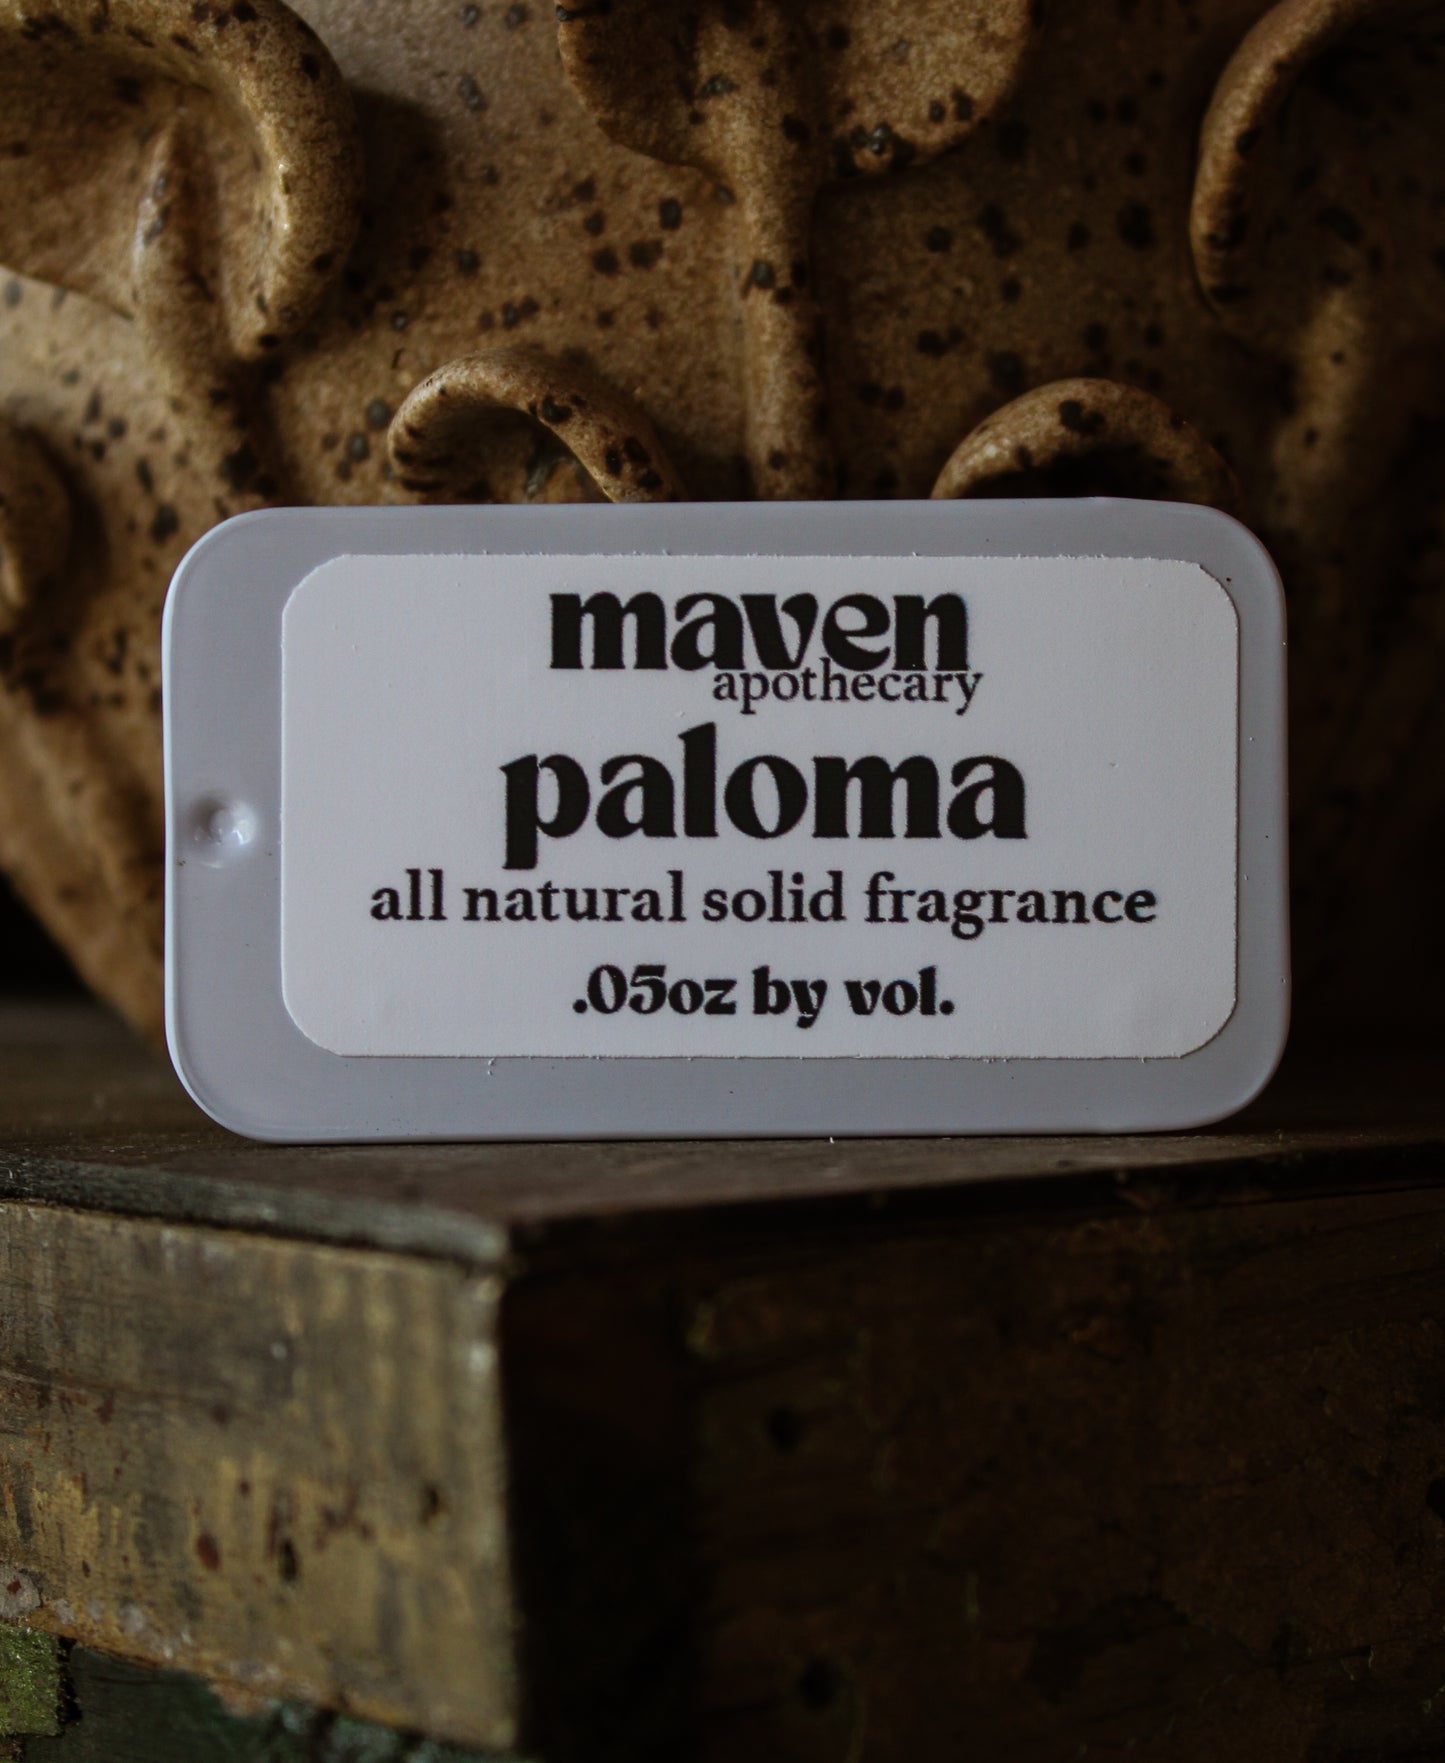 maven
apothecary
paloma
all natural solid fragrance
.05oz by vol.